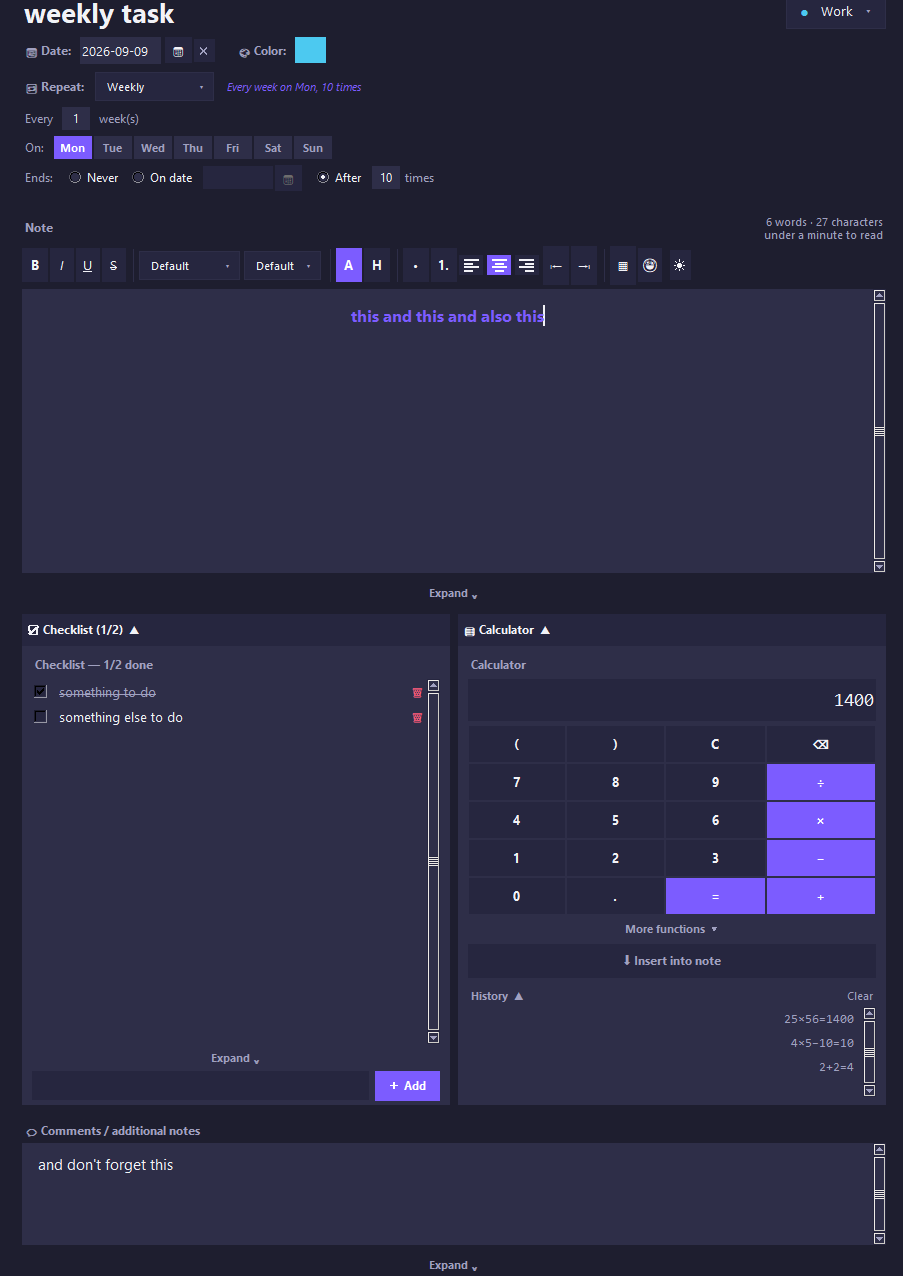 weekly task
Work
Date: 2026-09-09 × Color:
Repeat: Weekly Every week on Mon, 10 times
Every 1 week(s)
On: Mon Tue Wed Thu Fri Sat Sun
Ends: Never On date After 10 times
Note
6 words · 27 characters
under a minute to read
B I U S Default Default A H • 1.
this and this and also this
Expand
Checklist (1/2) ▲
Checklist — 1/2 done
something to do
something else to do
Expand
+ Add
Calculator ▲
Calculator
1400
( ) C ⌫
7 8 9 ÷
4 5 6 ×
1 2 3 −
0 . = +
More functions ▾
⬇ Insert into note
History ▲ Clear
25×56=1400
4×5−10=10
2+2=4
Comments / additional notes
and don't forget this
Expand